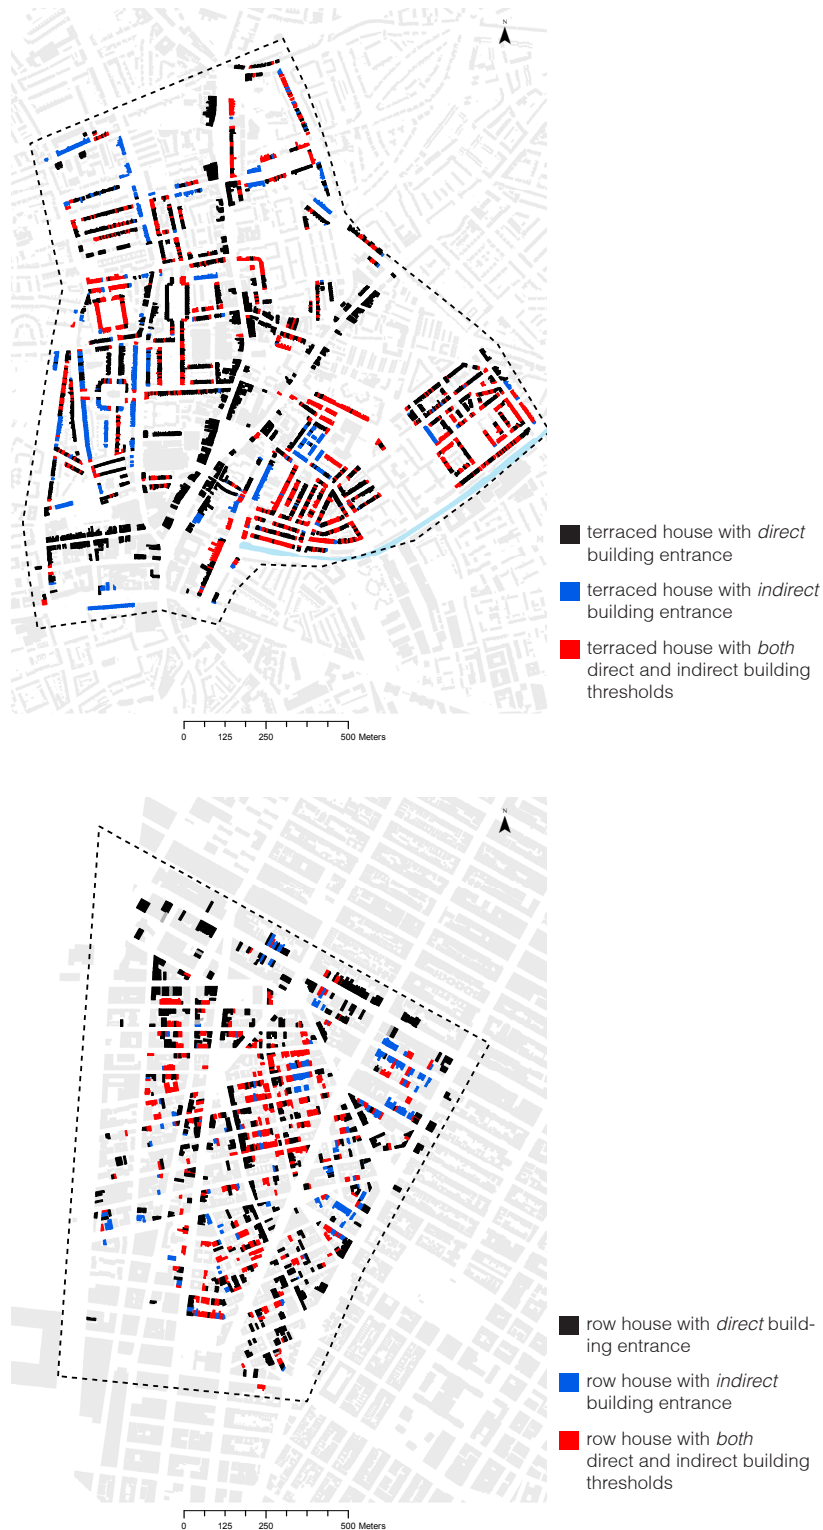 N
terraced house with direct
building entrance
terraced house with indirect
building entrance
terraced house with both
direct and indirect building
thresholds
0 125 250 500 Meters
N
row house with direct build-
ing entrance
row house with indirect
building entrance
row house with both
direct and indirect building
thresholds
0 125 250 500 Meters